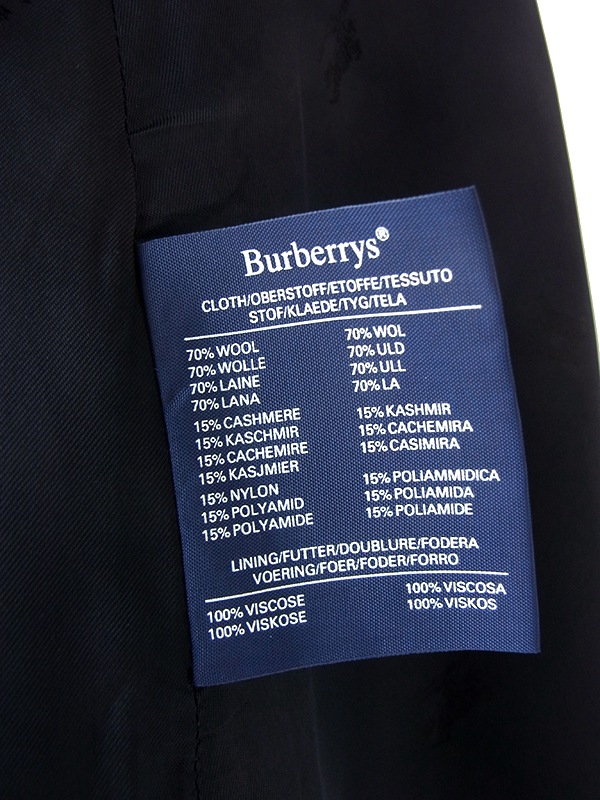 Burberrys®
CLOTH/OBERSTOFF/ETOFFE/TESSUTO
STOF/KLAEDE/TYG/TELA
70% WOOL
70% WOLLE
70% LAINE
70% LANA
70% WOL
70% ULD
70% ULL
70% LA
15% CASHMERE
15% KASCHMIR
15% CACHEMIRE
15% KASJMIER
15% KASHMIR
15% CACHEMIRA
15% CASIMIRA
15% NYLON
15% POLYAMID
15% POLYAMIDE
15% POLIAMMIDICA
15% POLIAMIDA
15% POLIAMIDE
LINING/FUTTER/DOUBLURE/FODERA
VOERING/FOER/FODER/FORRO
100% VISCOSE
100% VISKOSE
100% VISCOSA
100% VISKOS